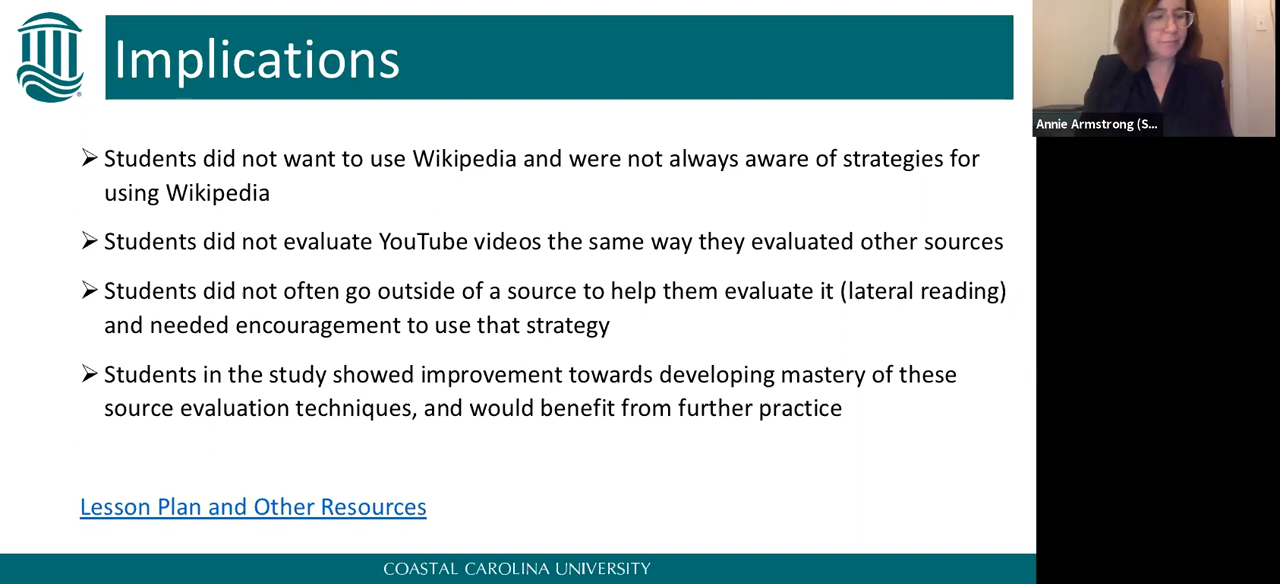 Implications
Annie Armstrong (S...
➢ Students did not want to use Wikipedia and were not always aware of strategies for
using Wikipedia
➢ Students did not evaluate YouTube videos the same way they evaluated other sources
➢ Students did not often go outside of a source to help them evaluate it (lateral reading)
and needed encouragement to use that strategy
➢ Students in the study showed improvement towards developing mastery of these
source evaluation techniques, and would benefit from further practice
Lesson Plan and Other Resources
COASTAL CAROLINA UNIVERSITY